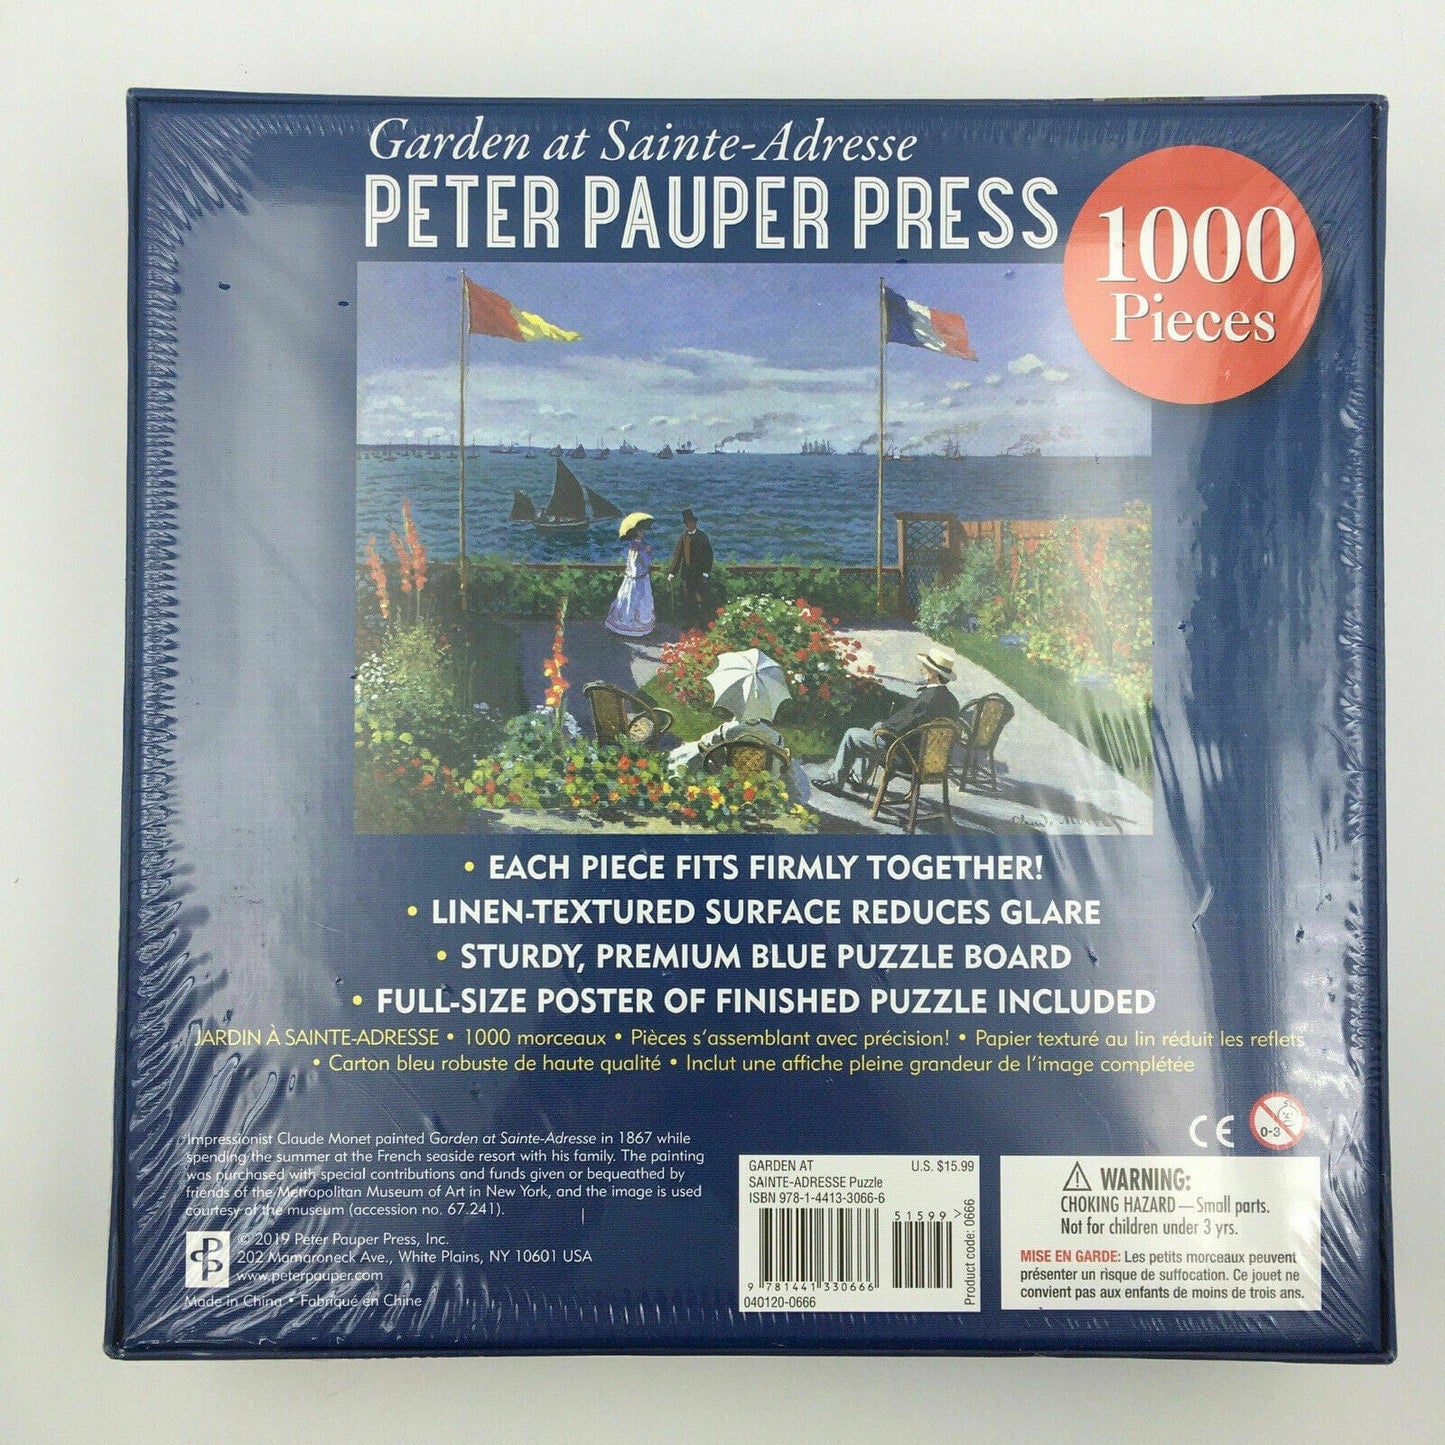 Garden at Sainte-Adresse
PETER PAUPER PRESS
1000
Pieces
• EACH PIECE FITS FIRMLY TOGETHER!
• LINEN-TEXTURED SURFACE REDUCES GLARE
• STURDY, PREMIUM BLUE PUZZLE BOARD
• FULL-SIZE POSTER OF FINISHED PUZZLE INCLUDED
JARDIN À SAINTE-ADRESSE • 1000 morceaux • Pièces s'assemblant avec précision! • Papier texturé au lin réduit les reflets
• Carton bleu robuste de haute qualité • Inclut une affiche pleine grandeur de l'image complétée
Impressionist Claude Monet painted Garden at Sainte-Adresse in 1867 while
spending the summer at the French seaside resort with his family. The painting
was purchased with special contributions and funds given or bequeathed by
friends of the Metropolitan Museum of Art in New York, and the image is used
courtesy of the museum (accession no. 67.241).
© 2019 Peter Pauper Press, Inc.
202 Mamaroneck Ave., White Plains, NY 10601 USA
www.peterpauper.com
Made in China • Fabriqué en Chine
GARDEN AT U.S. $15.99
SAINTE-ADRESSE Puzzle
ISBN 978-1-4413-3066-6
51599 >
9 781441 330666
040120-0666
Product code: 0666
CE
0-3
WARNING:
CHOKING HAZARD — Small parts.
Not for children under 3 yrs.
MISE EN GARDE: Les petits morceaux peuvent
présenter un risque de suffocation. Ce jouet ne
convient pas aux enfants de moins de trois ans.